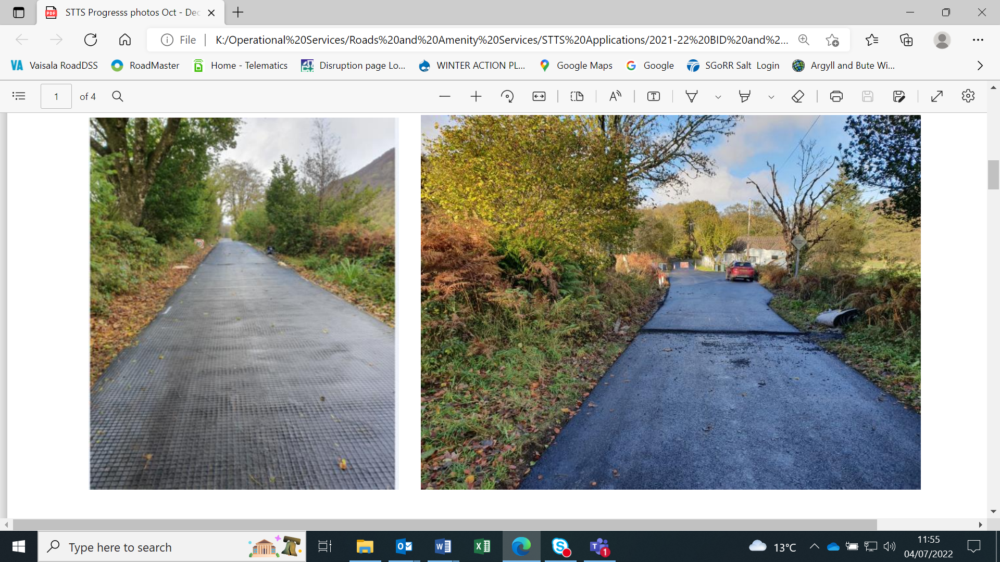 STTS Progresss photos Oct - Dec
File
K:/Operational%20Services/Roads%20and%20Amenity%20Services/STTS%20Applications/2021-22%20BID%20and%2...
VA Vaisala RoadDSS
RoadMaster
Home - Telematics
Disruption page Lo...
WINTER ACTION PL...
Google Maps
Google
SGoRR Salt Login
Argyll and Bute Wi...
1 of 4
Type here to search
13°C
11:55
04/07/2022